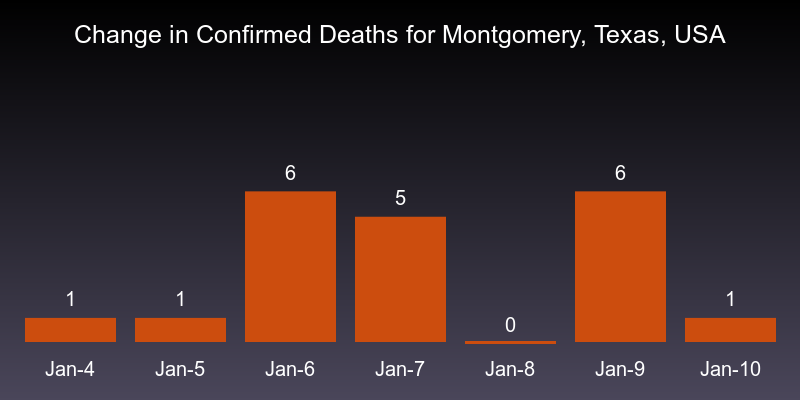 Change in Confirmed Deaths for Montgomery, Texas, USA
1 1 6 5 0 6 1
Jan-4 Jan-5 Jan-6 Jan-7 Jan-8 Jan-9 Jan-10